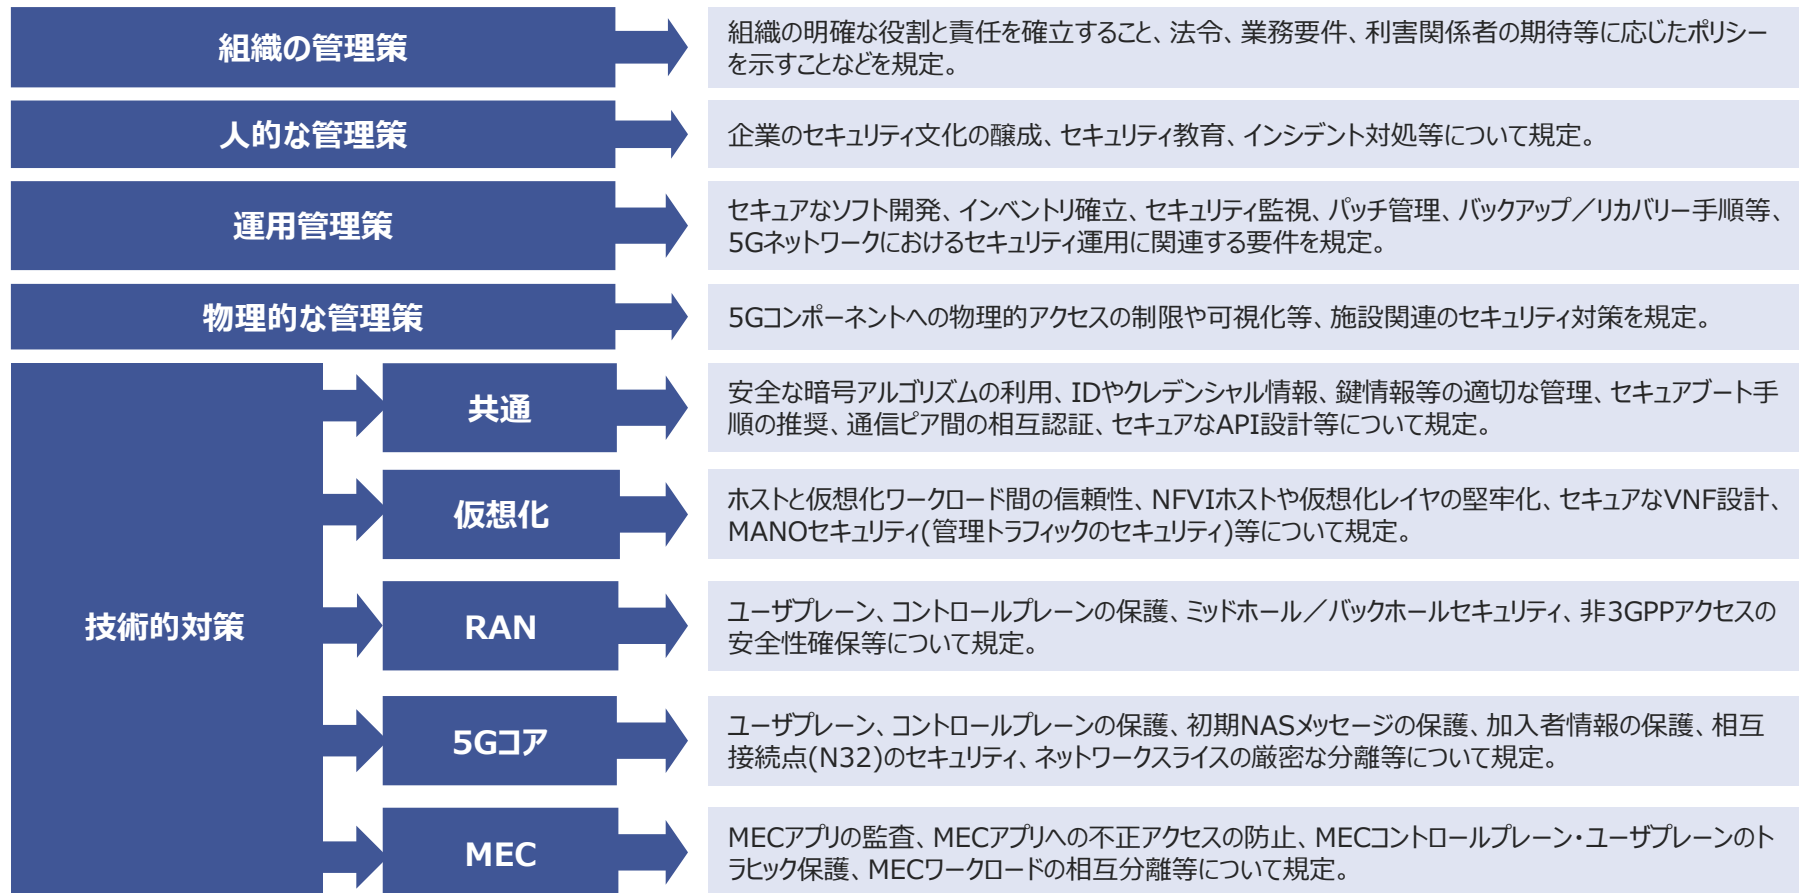 組織の管理策
組織の明確な役割と責任を確立すること、法令、業務要件、利害関係者の期待等に応じたポリシー
を示すことなどを規定。
人的な管理策
企業のセキュリティ文化の醸成、セキュリティ教育、インシデント対処等について規定。
運用管理策
セキュアなソフト開発、インベントリ確立、セキュリティ監視、パッチ管理、バックアップ／リカバリー手順等、
5Gネットワークにおけるセキュリティ運用に関連する要件を規定。
物理的な管理策
5Gコンポーネントへの物理的アクセスの制限や可視化等、施設関連のセキュリティ対策を規定。
技術的対策
共通
安全な暗号アルゴリズムの利用、IDやクレデンシャル情報、鍵情報等の適切な管理、セキュアブート手
順の推奨、通信ピア間の相互認証、セキュアなAPI設計等について規定。
仮想化
ホストと仮想化ワークロード間の信頼性、NFVIホストや仮想化レイヤの堅牢化、セキュアなVNF設計、
MANOセキュリティ(管理トラフィックのセキュリティ)等について規定。
RAN
ユーザプレーン、コントロールプレーンの保護、ミッドホール／バックホールセキュリティ、非3GPPアクセスの
安全性確保等について規定。
5Gコア
ユーザプレーン、コントロールプレーンの保護、初期NASメッセージの保護、加入者情報の保護、相互
接続点(N32)のセキュリティ、ネットワークスライスの厳密な分離等について規定。
MEC
MECアプリの監査、MECアプリへの不正アクセスの防止、MECコントロールプレーン・ユーザプレーンのト
ラヒック保護、MECワークロードの相互分離等について規定。